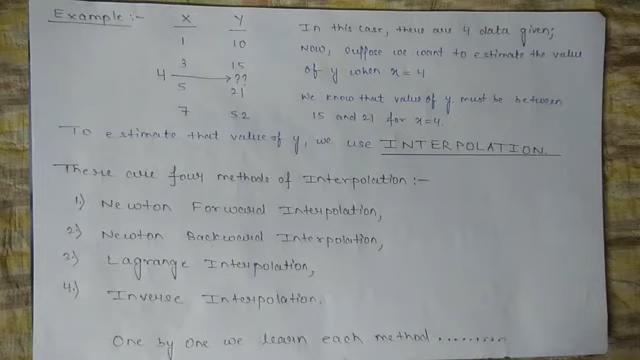 Example:-
X Y
1 10
3 15
4 → ??
5 21
7 52
In this case, there are 4 data given;
Now, suppose we want to estimate the value
of y when x=4
We know that value of y must be between
15 and 21 for x=4.
To estimate that value of y, we use INTERPOLATION.
There are four methods of Interpolation:-
1.) Newton Forward Interpolation,
2.) Newton Backward Interpolation,
3.) Lagrange Interpolation,
4.) Inverse Interpolation.
One by one we learn each method..........